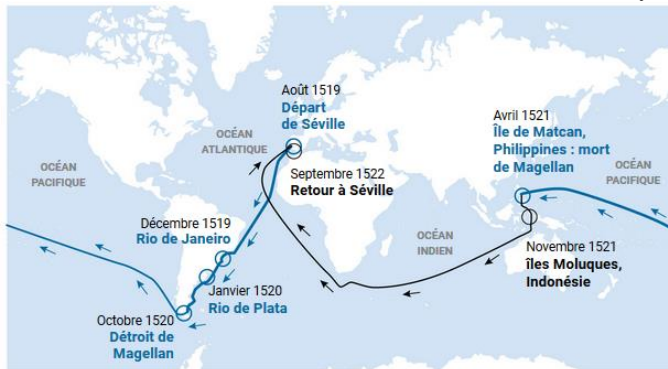 Août 1519
Départ
de Séville
OCÉAN
ATLANTIQUE
Avril 1521
Île de Matcan,
Philippines : mort
de Magellan
OCÉAN
PACIFIQUE
OCÉAN
PACIFIQUE
Septembre 1522
Retour à Séville
Décembre 1519
Rio de Janeiro
OCÉAN
INDIEN
Novembre 1521
îles Moluques,
Indonésie
Janvier 1520
Rio de Plata
Octobre 1520
Détroit de
Magellan